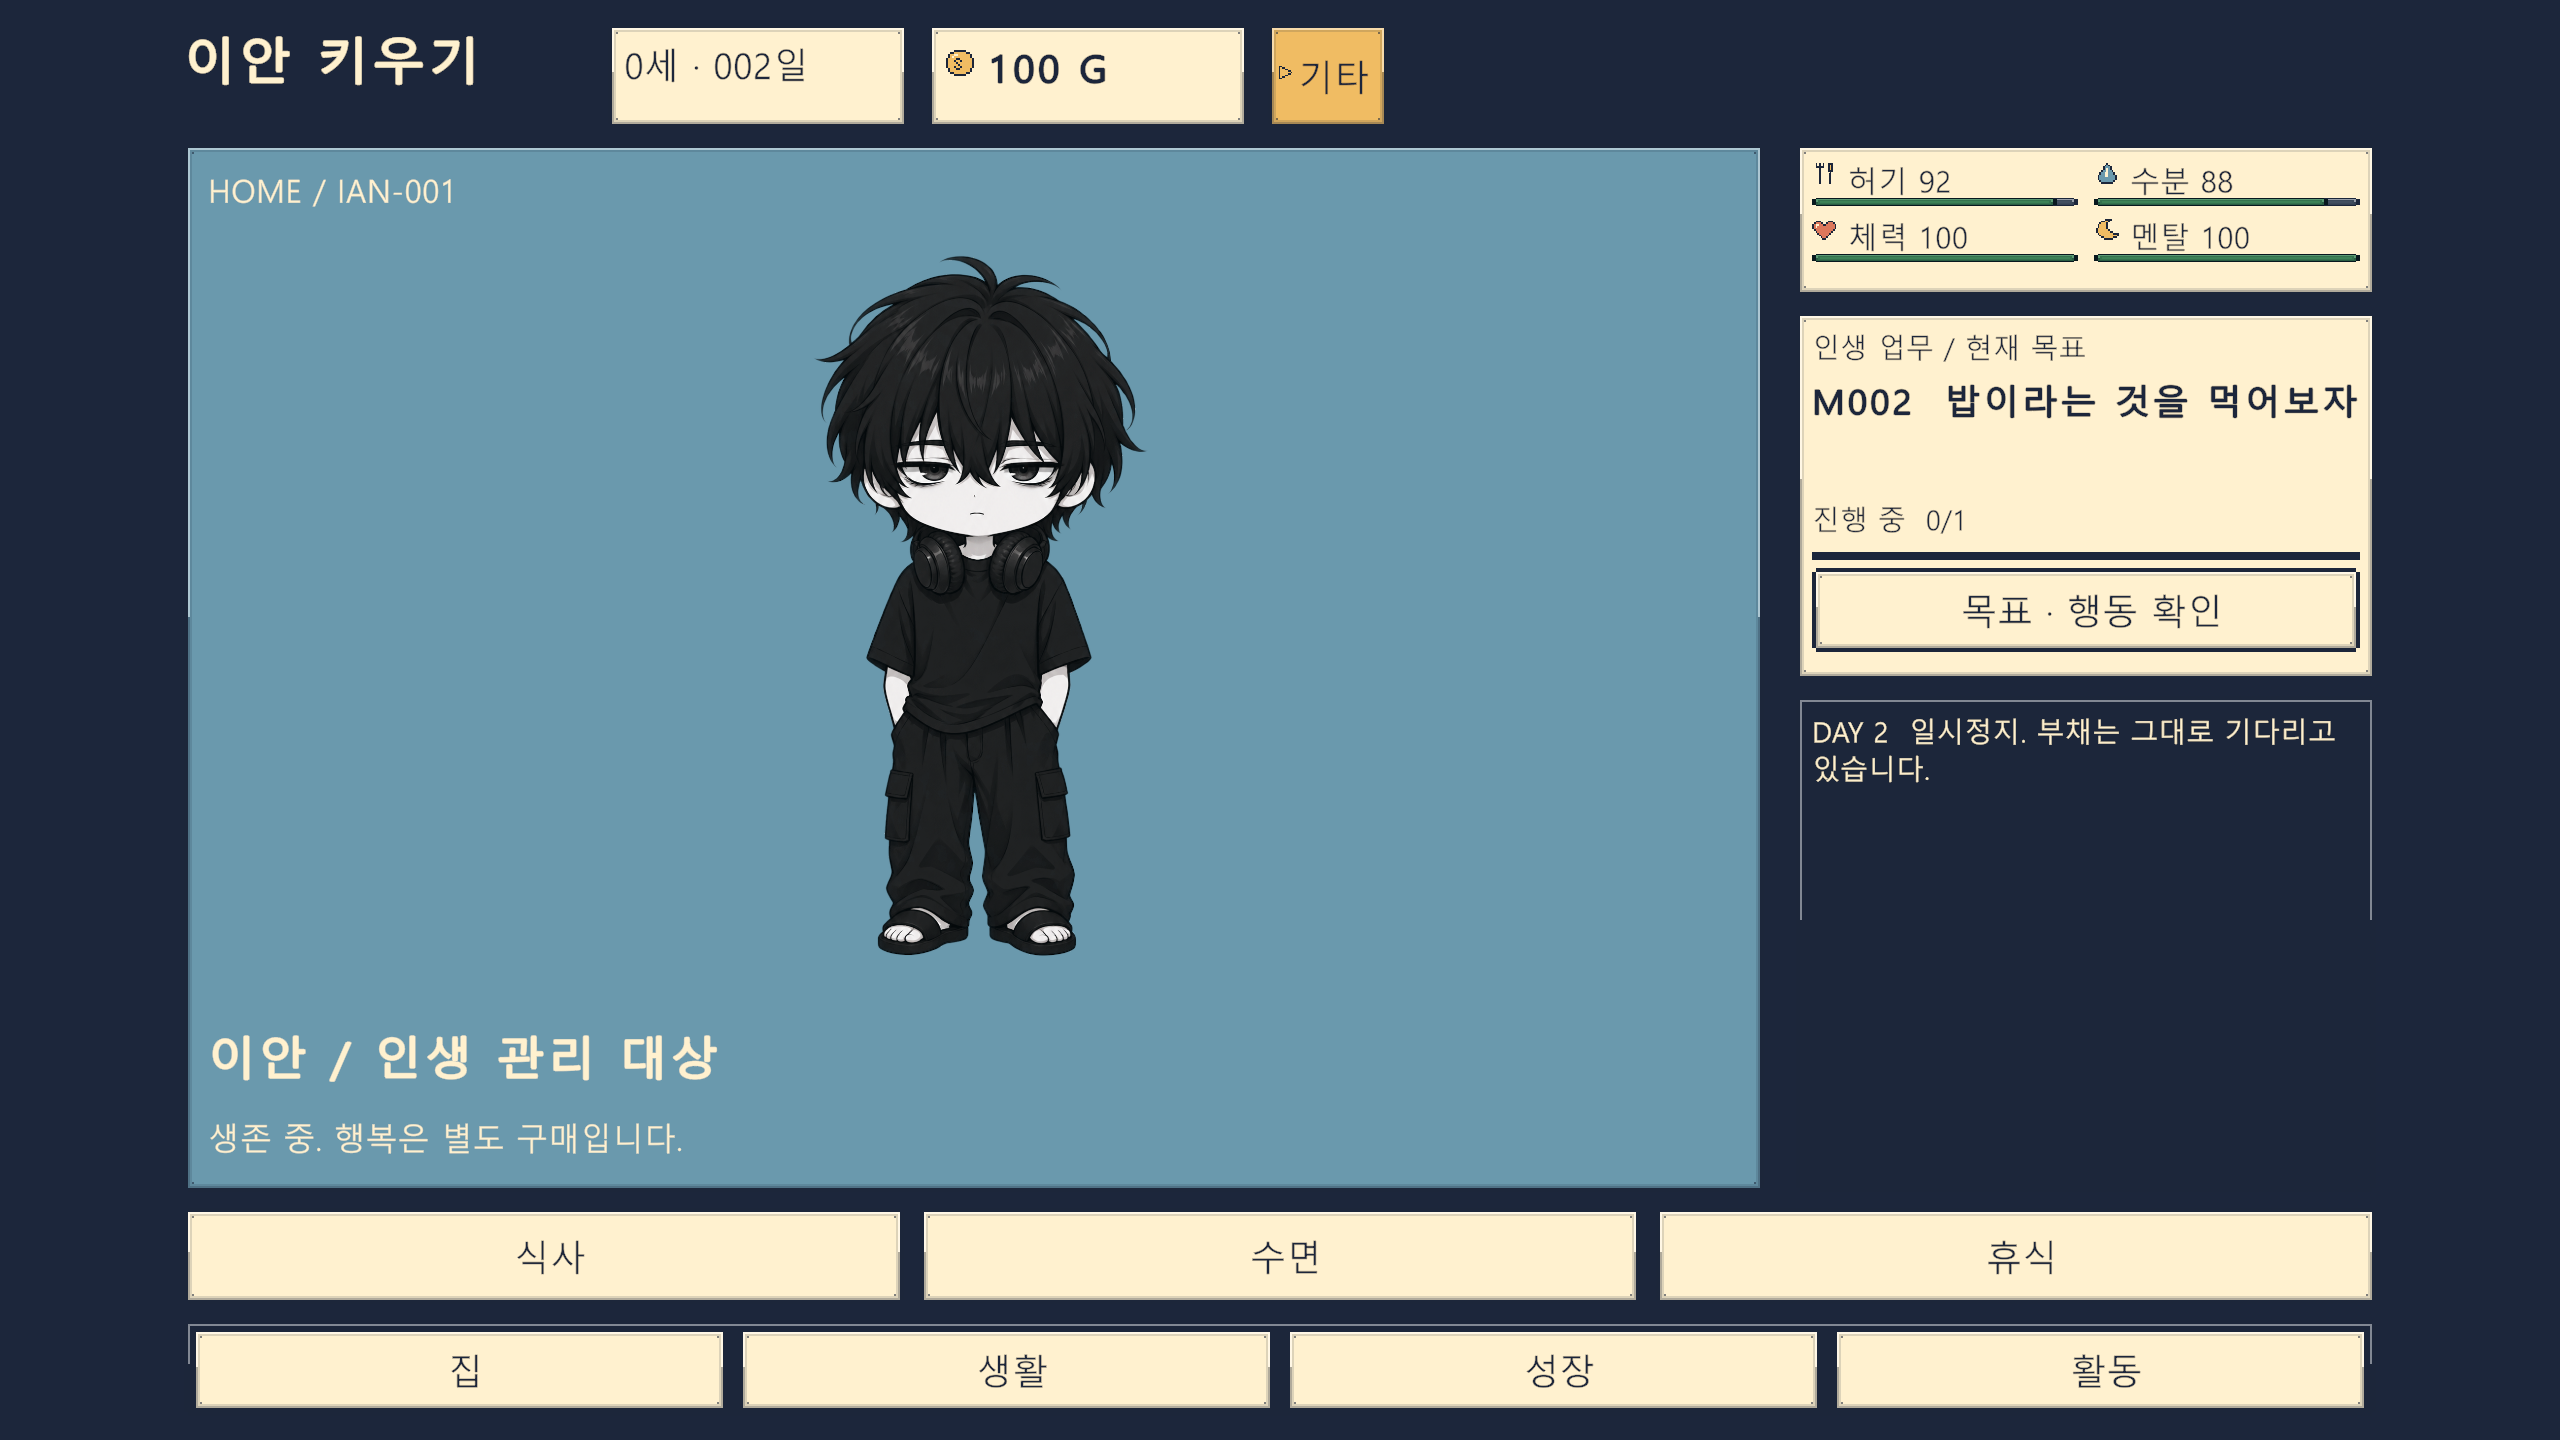 이안 키우기
0세 · 002일
100 G
기타
HOME / IAN-001
이안 / 인생 관리 대상
생존 중. 행복은 별도 구매입니다.
허기 92
수분 88
체력 100
멘탈 100
인생 업무 / 현재 목표
M002 밥이라는 것을 먹어보자
진행 중 0/1
목표 · 행동 확인
DAY 2 일시정지. 부채는 그대로 기다리고
있습니다.
식사
수면
휴식
집
생활
성장
활동